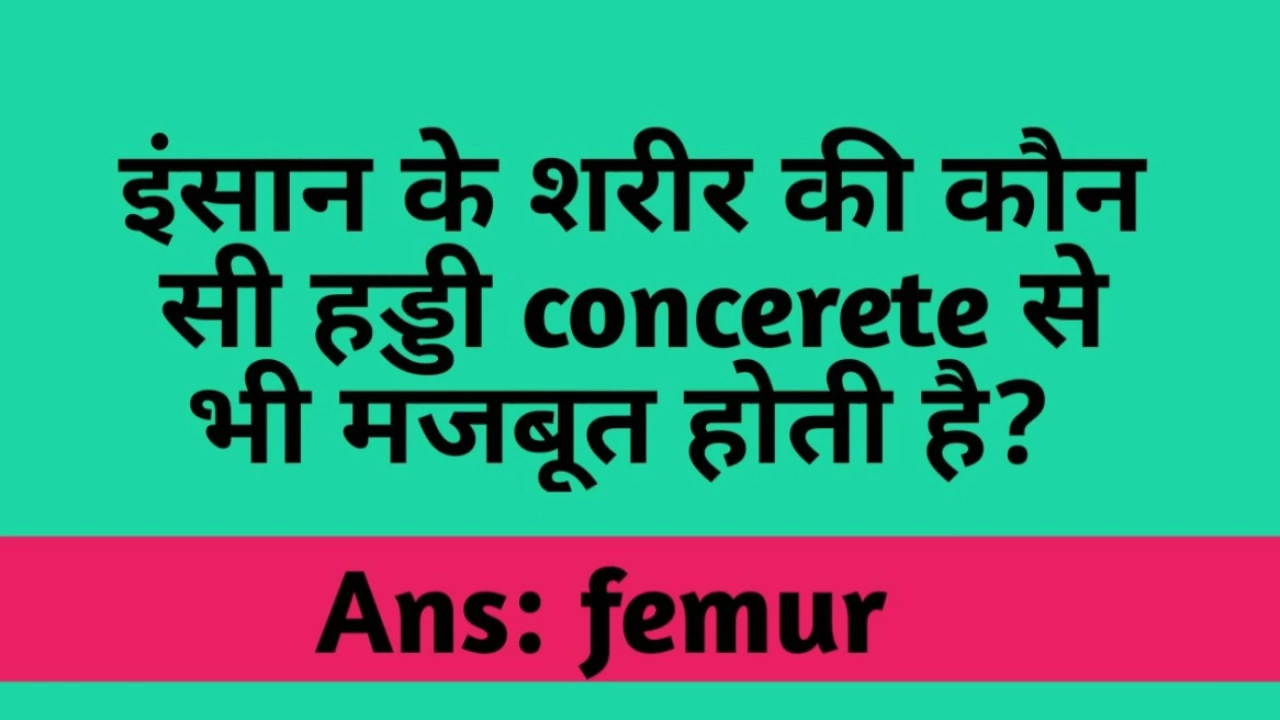 इंसान के शरीर की कौन
सी हड्डी concerete से
भी मजबूत होती है?
Ans: femur